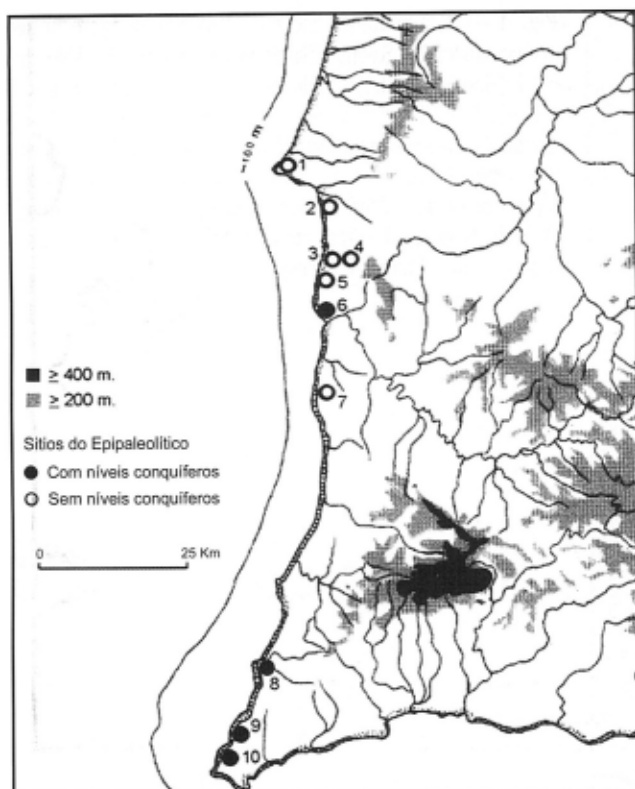 –100 m
1
2
3 4
5
6
7
≥ 400 m.
≥ 200 m.
Sítios do Epipaleolítico
Com níveis conquíferos
Sem níveis conquíferos
0 25 Km
8
9
10